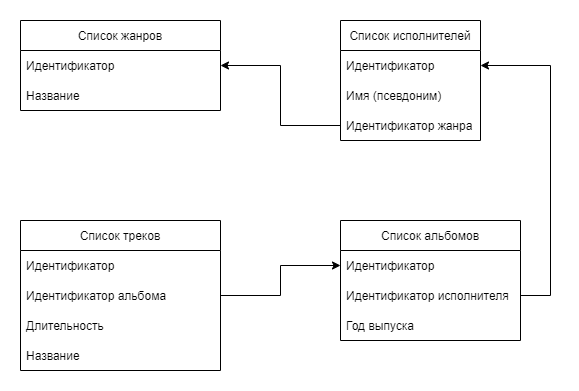 Список жанров
Идентификатор
Название
Список исполнителей
Идентификатор
Имя (псевдоним)
Идентификатор жанра
Список треков
Идентификатор
Идентификатор альбома
Длительность
Название
Список альбомов
Идентификатор
Идентификатор исполнителя
Год выпуска